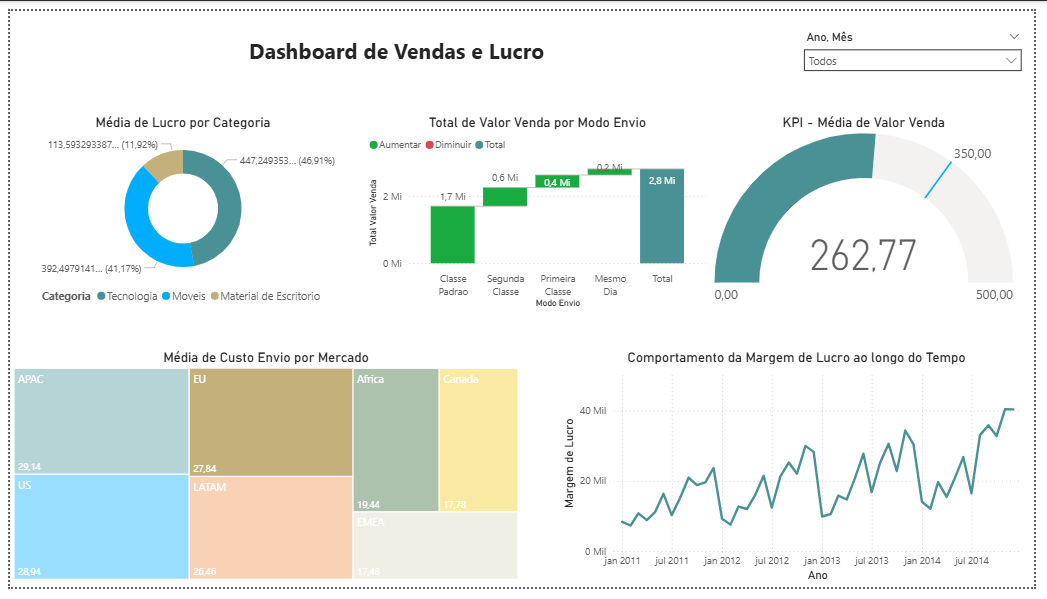 Dashboard de Vendas e Lucro
Ano, Mês
Todos
Média de Lucro por Categoria
113,593293387... (11,92%)
447,249353... (46,91%)
392,4979141... (41,17%)
Categoria Tecnologia Moveis Material de Escritorio
Total de Valor Venda por Modo Envio
Aumentar Diminuir Total
Total Valor Venda
2 Mi
0 Mi
1,7 Mi
0,6 Mi
0,4 Mi
0,2 Mi
2,8 Mi
Classe Padrao
Segunda Classe
Primeira Classe
Mesmo Dia
Total
Modo Envio
KPI - Média de Valor Venda
350,00
262,77
0,00
500,00
Média de Custo Envio por Mercado
APAC
29,14
US
28,94
EU
27,84
LATAM
26,46
Africa
19,44
Canada
17,78
EMEA
17,46
Comportamento da Margem de Lucro ao longo do Tempo
Margem de Lucro
40 Mil
20 Mil
0 Mil
jan 2011 jul 2011 jan 2012 jul 2012 jan 2013 jul 2013 jan 2014 jul 2014
Ano